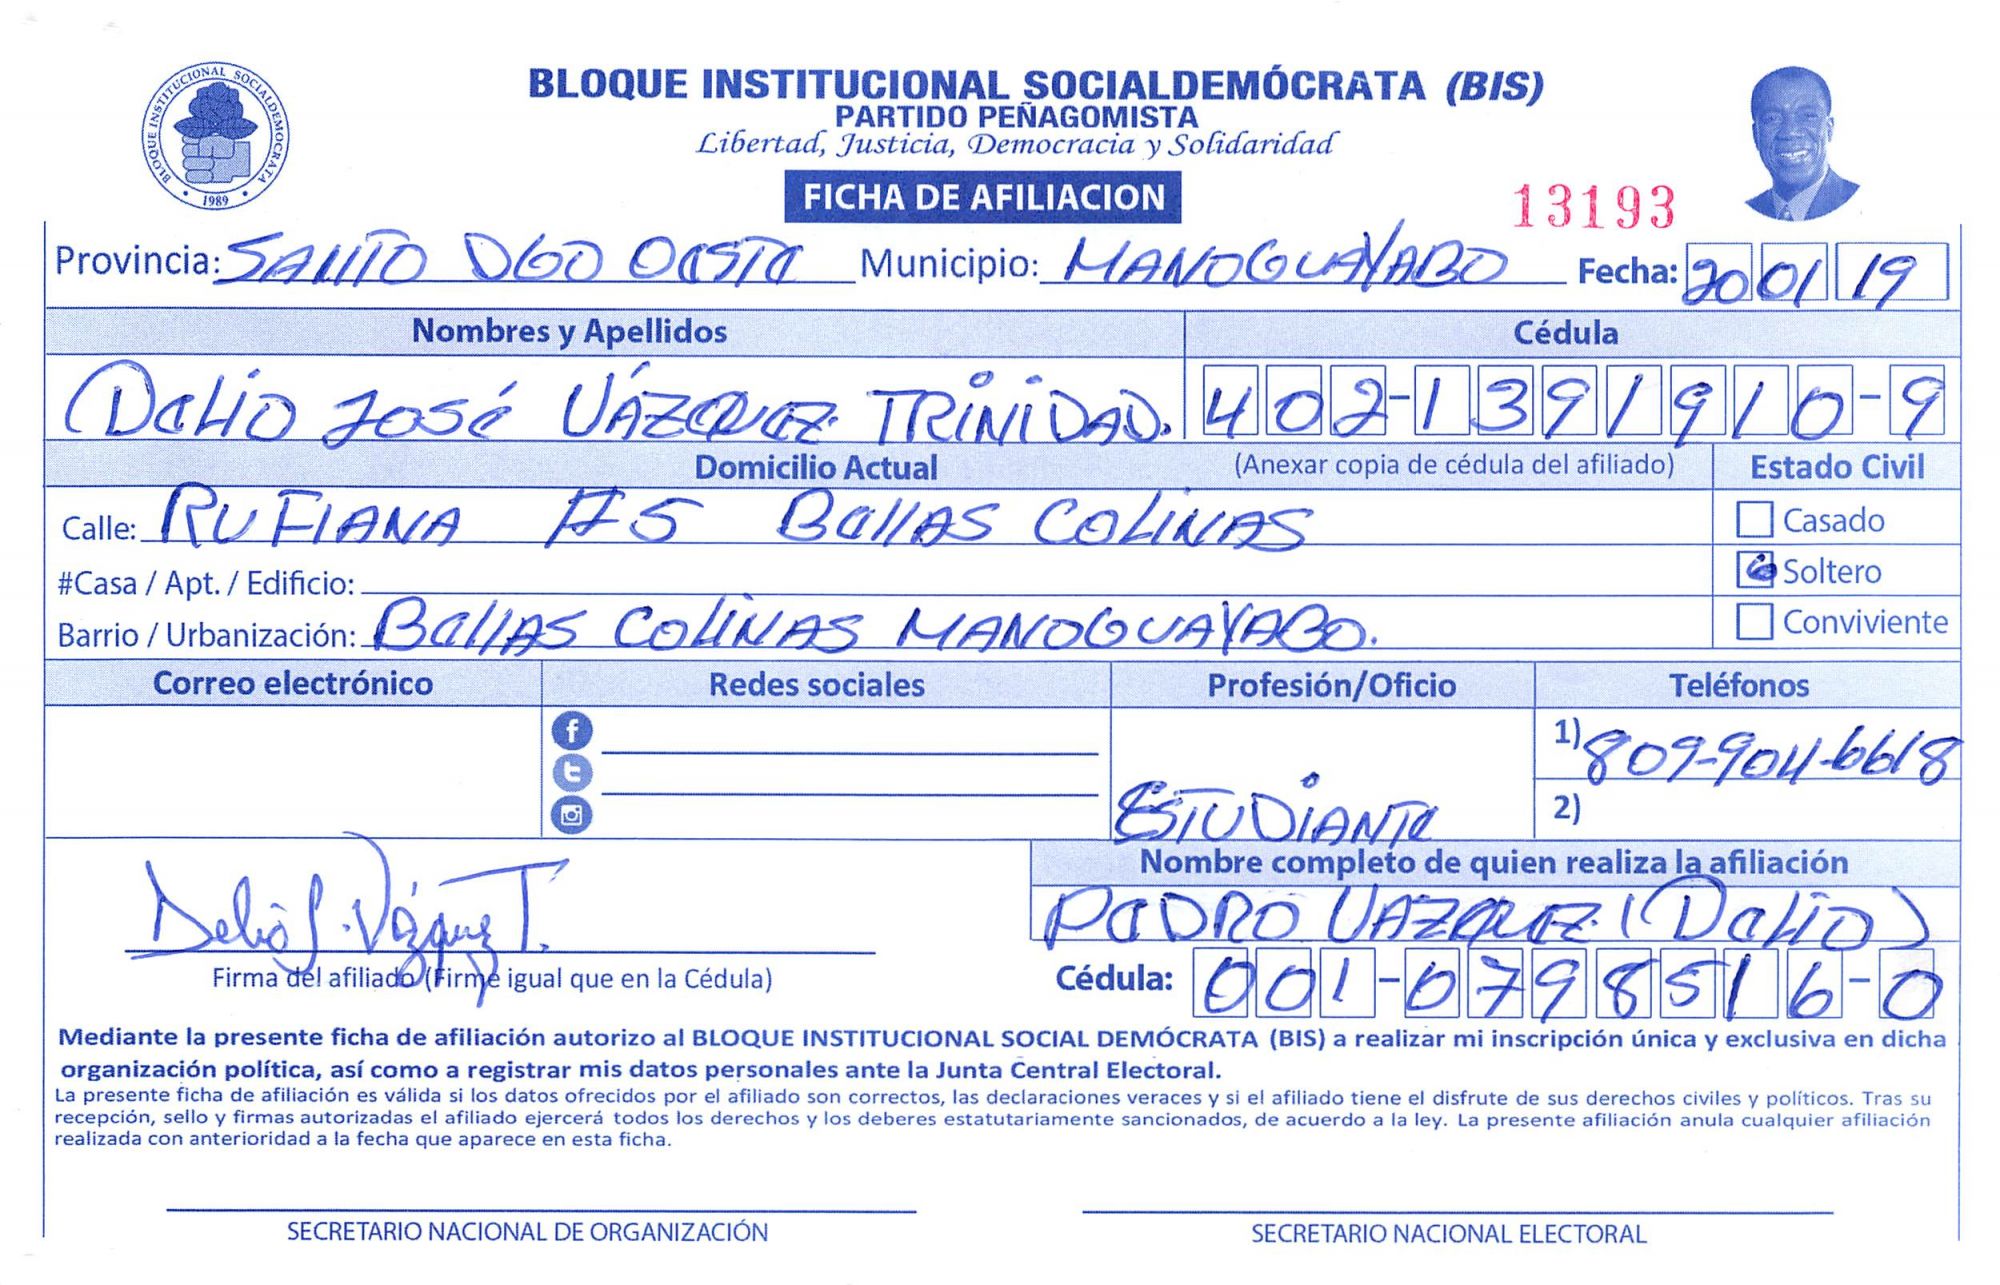 BLOQUE INSTITUCIONAL SOCIALDEMÓCRATA 1989
BLOQUE INSTITUCIONAL SOCIALDEMÓCRATA (BIS)
PARTIDO PEÑAGOMISTA
Libertad, Justicia, Democracia y Solidaridad
FICHA DE AFILIACION
13193
Provincia: SANTO DGO OESTE Municipio: MANOGUAYABO Fecha: 20 01 19
Nombres y Apellidos Cédula
DELIO JOSÉ VÁZQUEZ TRINIDAD. 402-1391910-9
Domicilio Actual (Anexar copia de cédula del afiliado) Estado Civil
Calle: RUFIANA #5 BELLAS COLINAS Casado
#Casa / Apt. / Edificio: Soltero
Barrio / Urbanización: BELLAS COLINAS MANOGUAYABO. Conviviente
Correo electrónico Redes sociales Profesión/Oficio Teléfonos
1) 809-904-6618
ESTUDIANTE 2)
Nombre completo de quien realiza la afiliación
Delio J. Vázquez T. PEDRO VAZQUEZ (DELIO)
Firma del afiliado (Firme igual que en la Cédula) Cédula: 001-0798516-0
Mediante la presente ficha de afiliación autorizo al BLOQUE INSTITUCIONAL SOCIAL DEMÓCRATA (BIS) a realizar mi inscripción única y exclusiva en dicha
organización política, así como a registrar mis datos personales ante la Junta Central Electoral.
La presente ficha de afiliación es válida si los datos ofrecidos por el afiliado son correctos, las declaraciones veraces y si el afiliado tiene el disfrute de sus derechos civiles y políticos. Tras su
recepción, sello y firmas autorizadas el afiliado ejercerá todos los derechos y los deberes estatutariamente sancionados, de acuerdo a la ley. La presente afiliación anula cualquier afiliación
realizada con anterioridad a la fecha que aparece en esta ficha.
SECRETARIO NACIONAL DE ORGANIZACIÓN SECRETARIO NACIONAL ELECTORAL